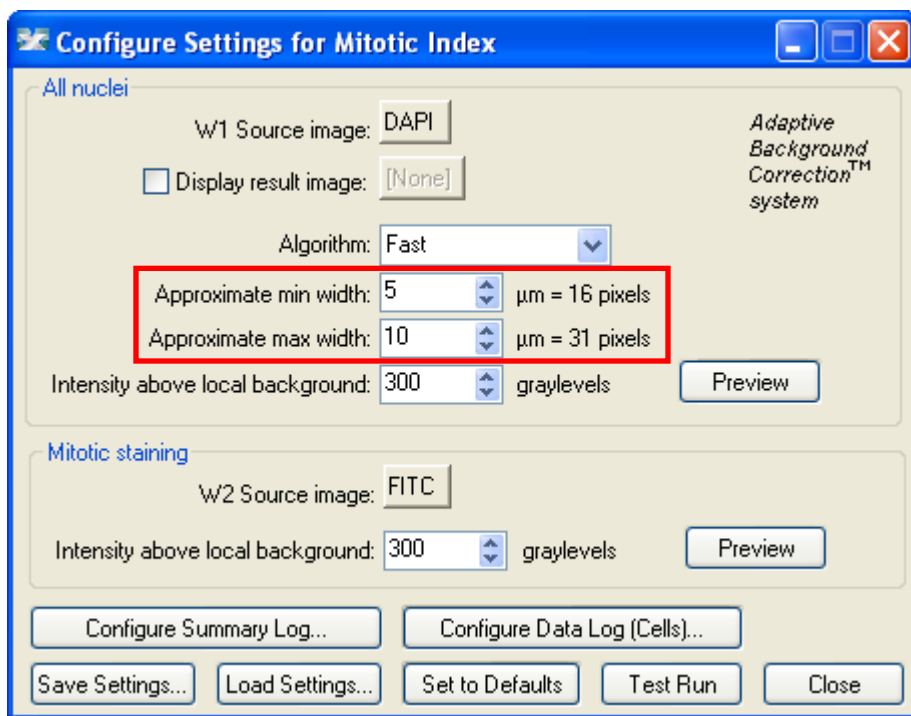 Configure Settings for Mitotic Index
All nuclei
W1 Source image: DAPI
Adaptive
Background
Correction™
system
Display result image: [None]
Algorithm: Fast
Approximate min width: 5 µm = 16 pixels
Approximate max width: 10 µm = 31 pixels
Intensity above local background: 300 graylevels Preview
Mitotic staining
W2 Source image: FITC
Intensity above local background: 300 graylevels Preview
Configure Summary Log... Configure Data Log (Cells)...
Save Settings... Load Settings... Set to Defaults Test Run Close